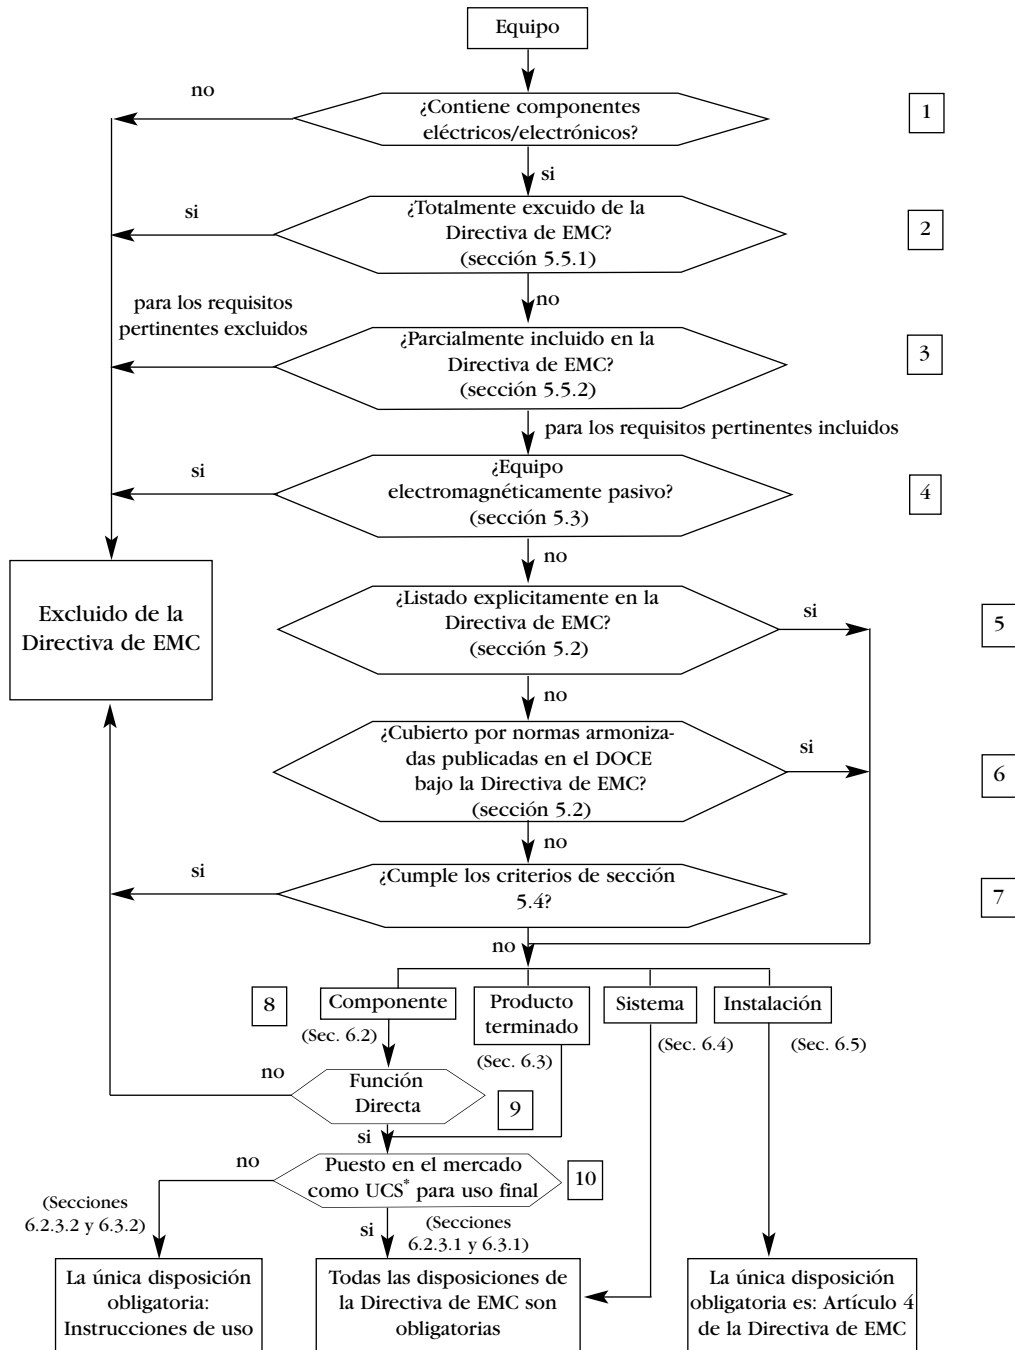 Equipo
no
¿Contiene componentes
eléctricos/electrónicos?
1
si
si
¿Totalmente excuido de la
Directiva de EMC?
(sección 5.5.1)
2
no
para los requisitos
pertinentes excluidos
¿Parcialmente incluido en la
Directiva de EMC?
(sección 5.5.2)
3
para los requisitos pertinentes incluidos
si
¿Equipo
electromagnéticamente pasivo?
(sección 5.3)
4
no
Excluido de la
Directiva de EMC
¿Listado explicitamente en la
Directiva de EMC?
(sección 5.2)
si
5
no
¿Cubierto por normas armoniza-
das publicadas en el DOCE
bajo la Directiva de EMC?
(sección 5.2)
si
6
no
si
¿Cumple los criterios de sección
5.4?
7
no
8
Componente
Producto
terminado
Sistema
Instalación
(Sec. 6.2)
(Sec. 6.3)
(Sec. 6.4)
(Sec. 6.5)
no
Función
Directa
9
si
no
Puesto en el mercado
como UCS* para uso final
10
(Secciones
6.2.3.2 y 6.3.2)
si
(Secciones
6.2.3.1 y 6.3.1)
La única disposición
obligatoria:
Instrucciones de uso
Todas las disposiciones de
la Directiva de EMC son
obligatorias
La única disposición
obligatoria es: Artículo 4
de la Directiva de EMC